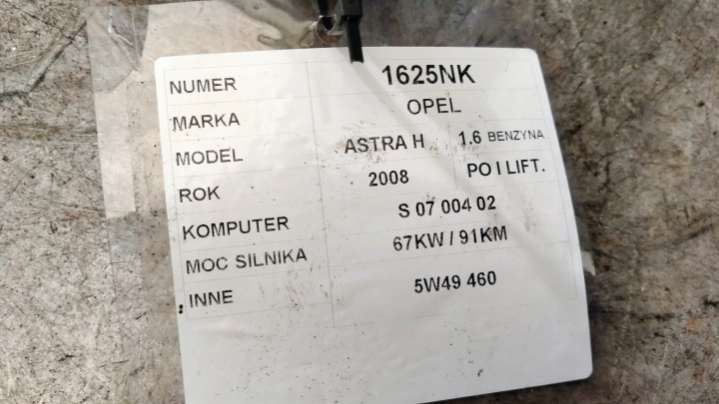 NUMER 1625NK
MARKA OPEL
MODEL ASTRA H 1.6 BENZYNA
ROK 2008 PO I LIFT.
KOMPUTER S 07 004 02
MOC SILNIKA 67KW / 91KM
INNE 5W49 460